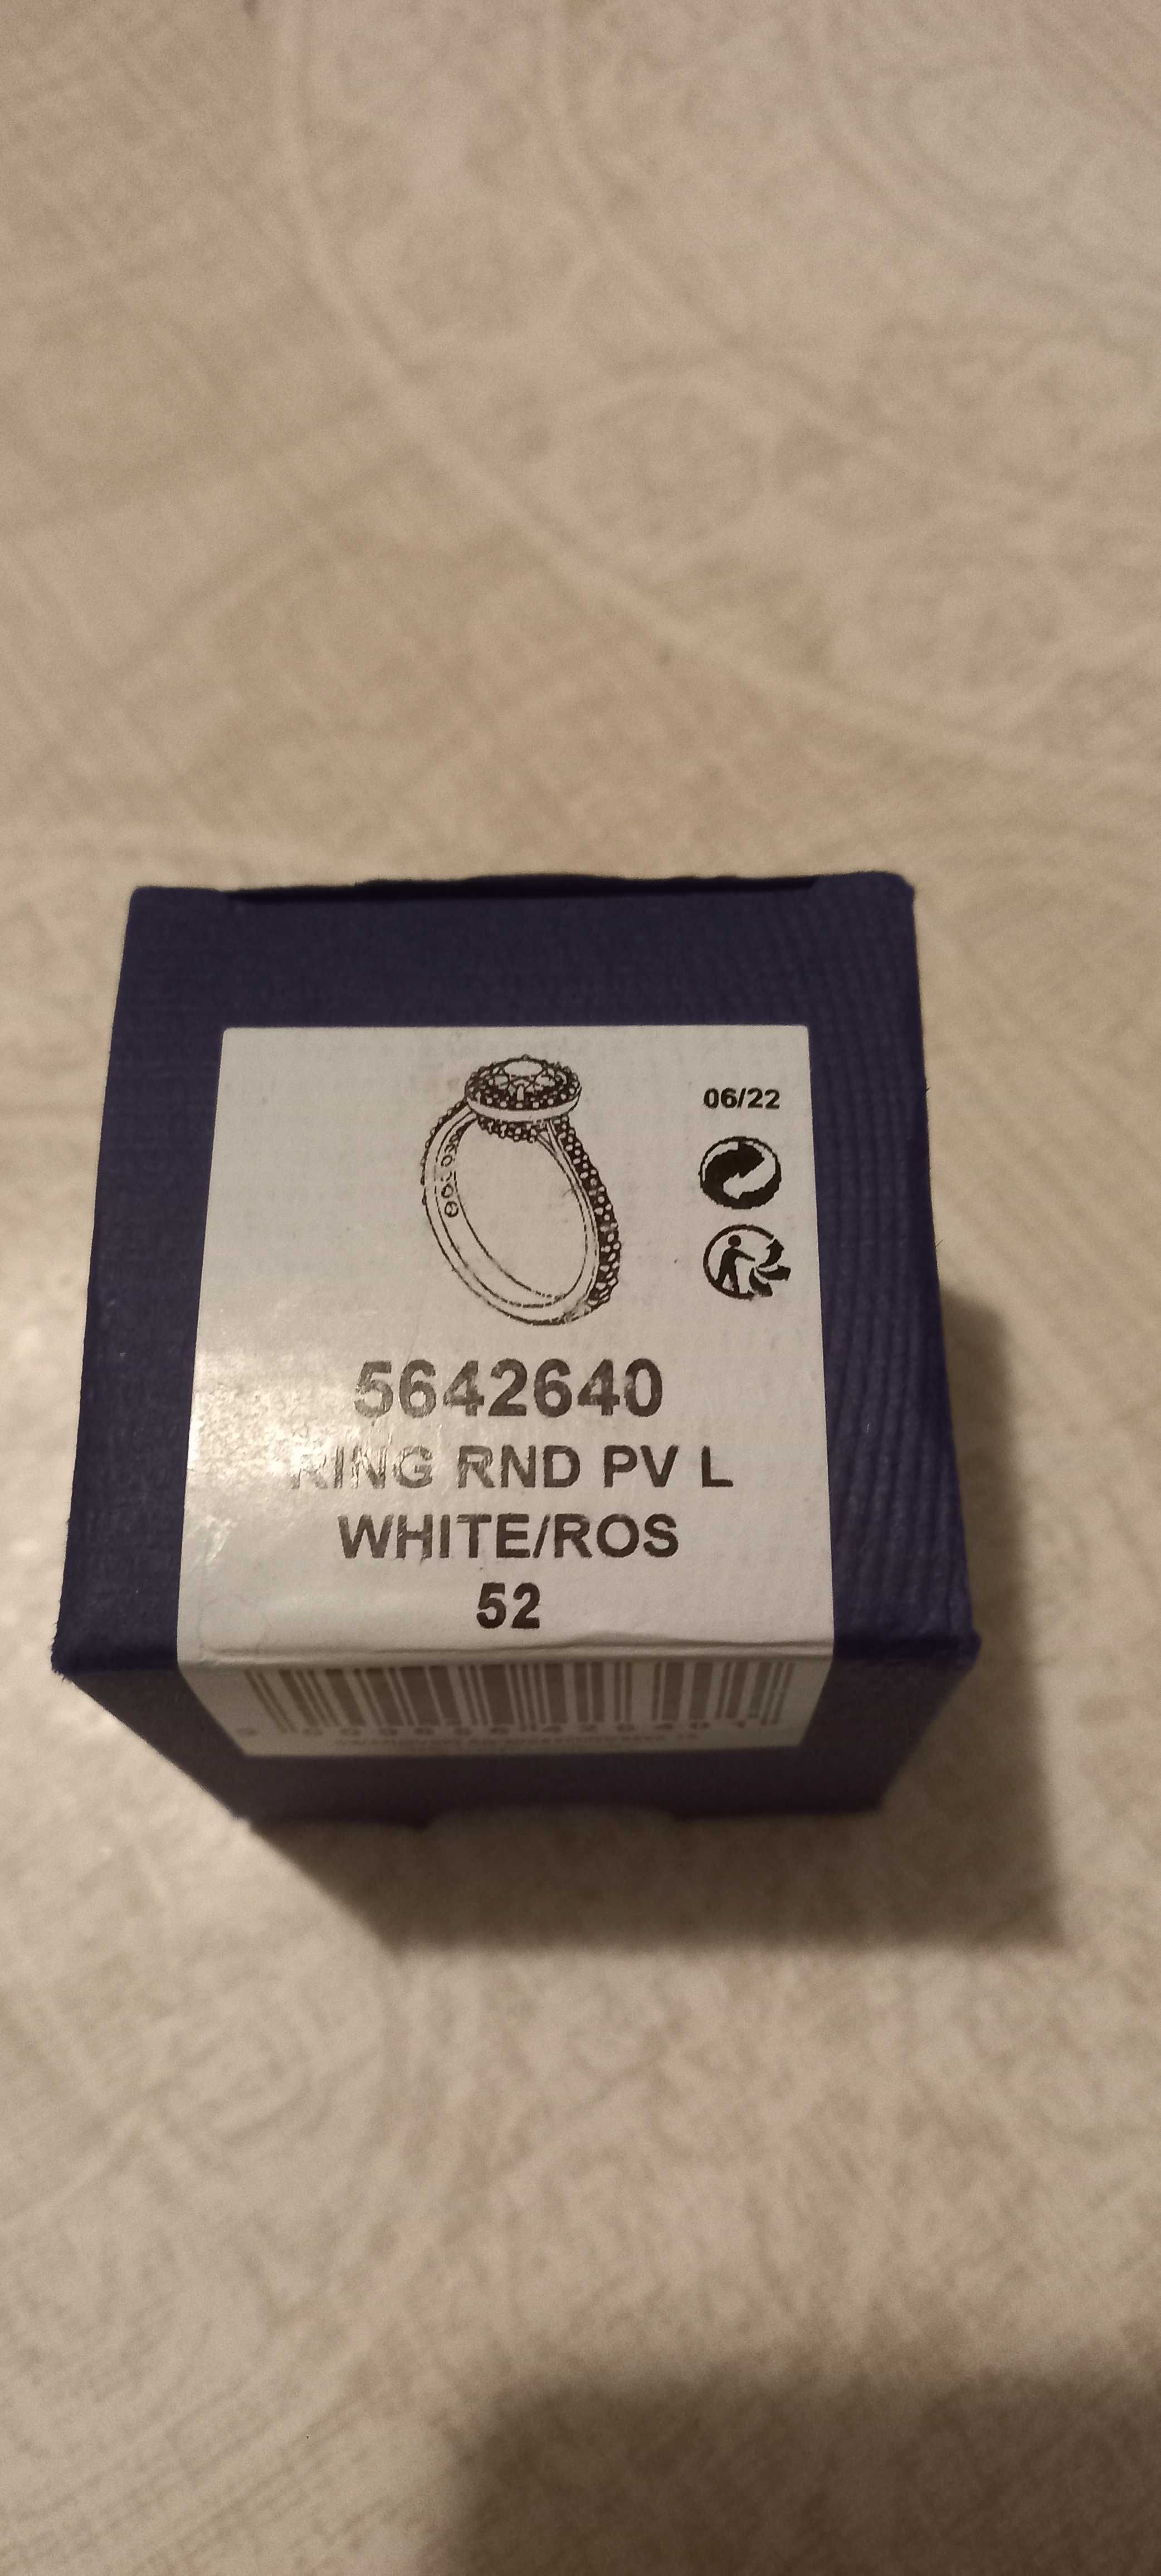 06/22
5642640
RING RND PV L
WHITE/ROS
52